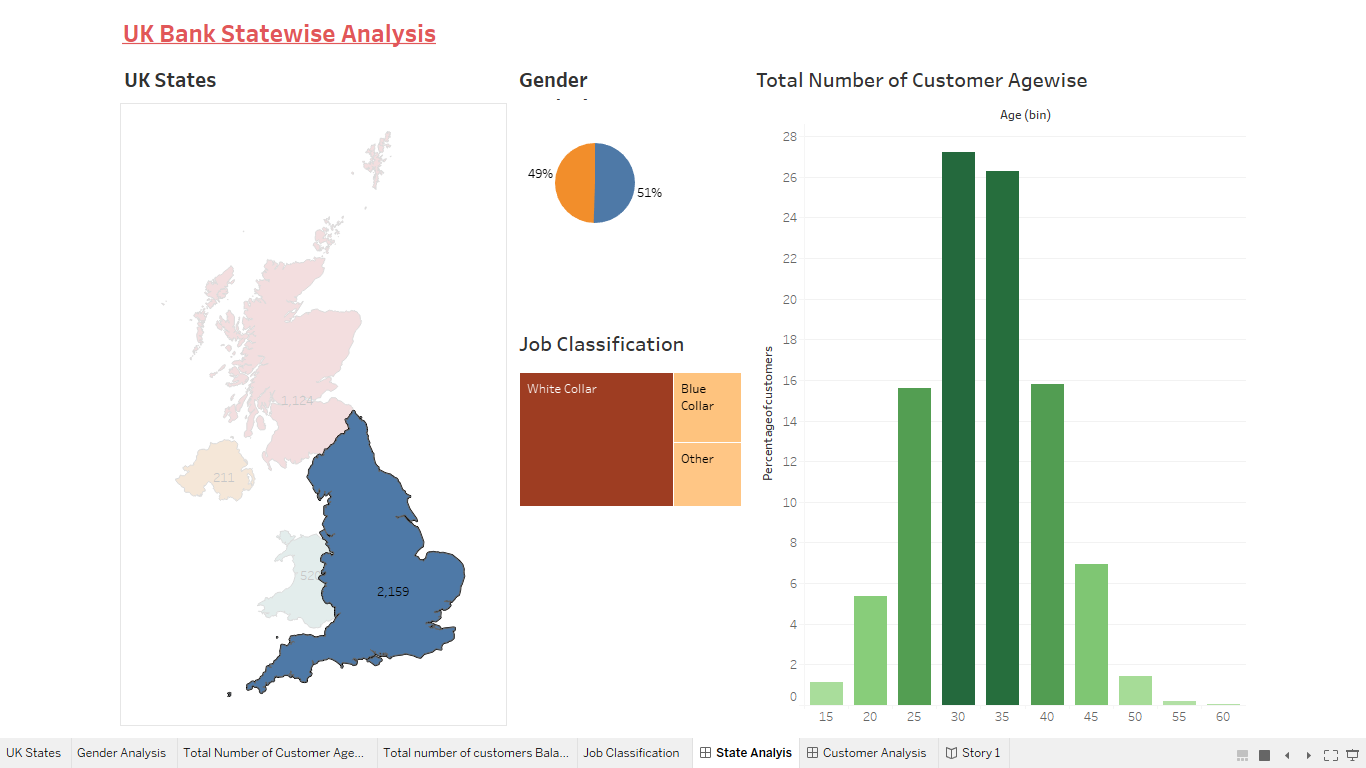 UK Bank Statewise Analysis
UK States
Gender
Total Number of Customer Agewise
Age (bin)
49%
51%
1,124
211
2,159
Job Classification
White Collar
Blue
Collar
Other
Percentageofcustomers
28
26
24
22
20
18
16
14
12
10
8
6
4
2
0
15 20 25 30 35 40 45 50 55 60
UK States Gender Analysis Total Number of Customer Age... Total number of customers Bala... Job Classification State Analyis Customer Analysis Story 1